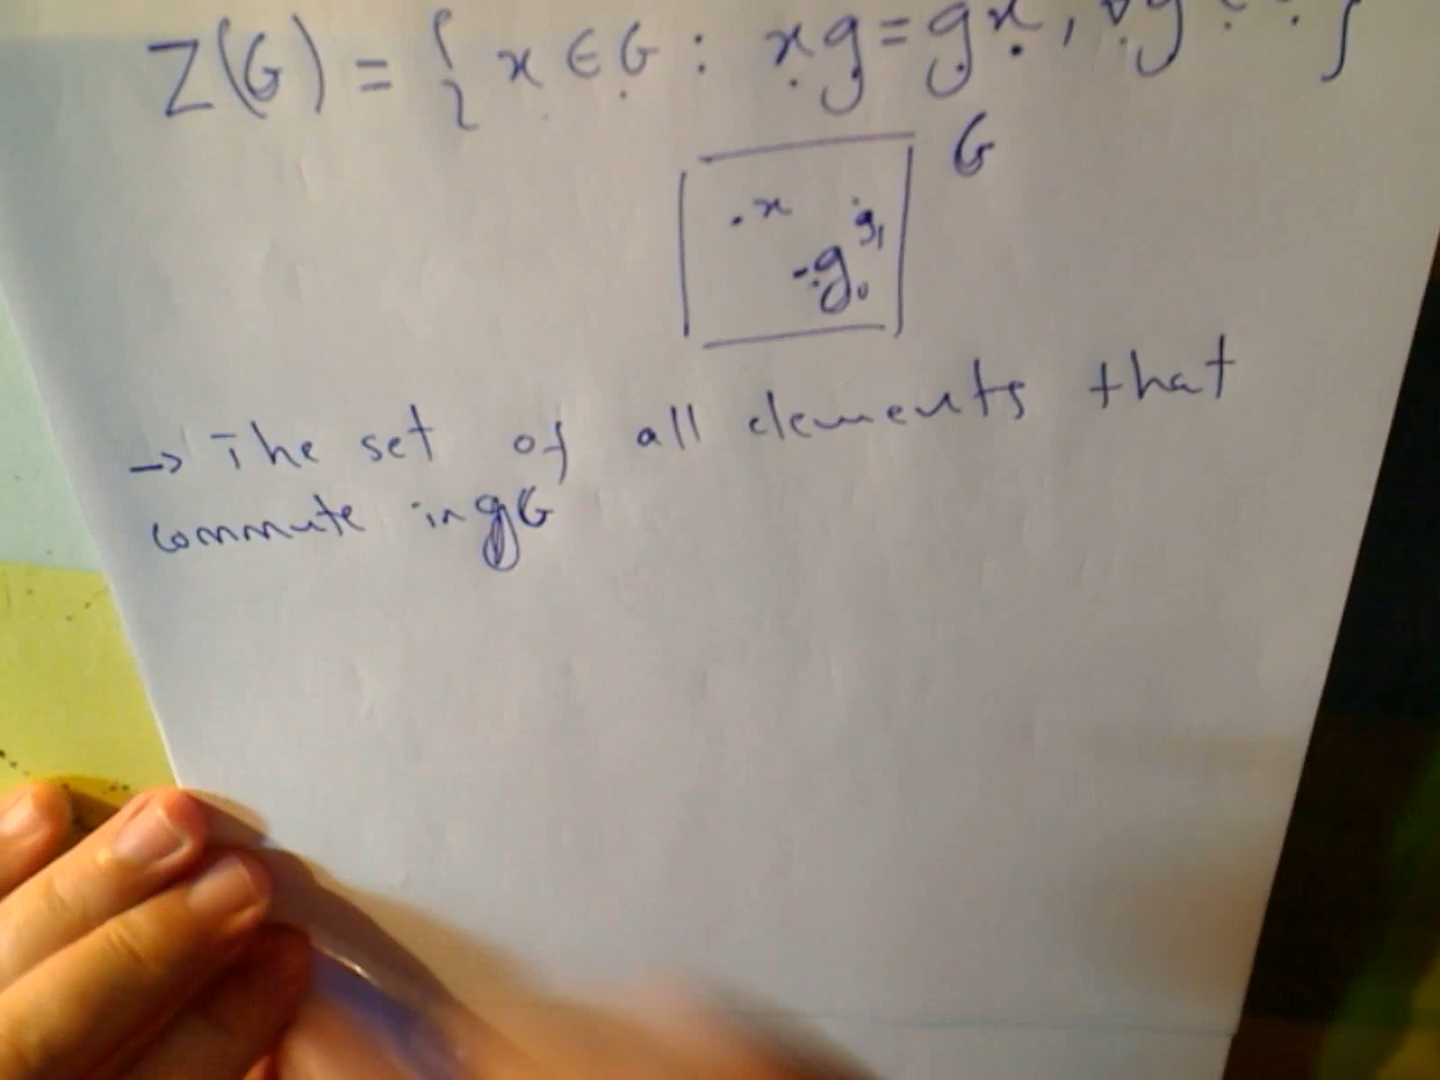 Z(G) = { x ∈ G : xg = gx, ∀g }
G
x
g₁
g₀
→ The set of all elements that
commute in G